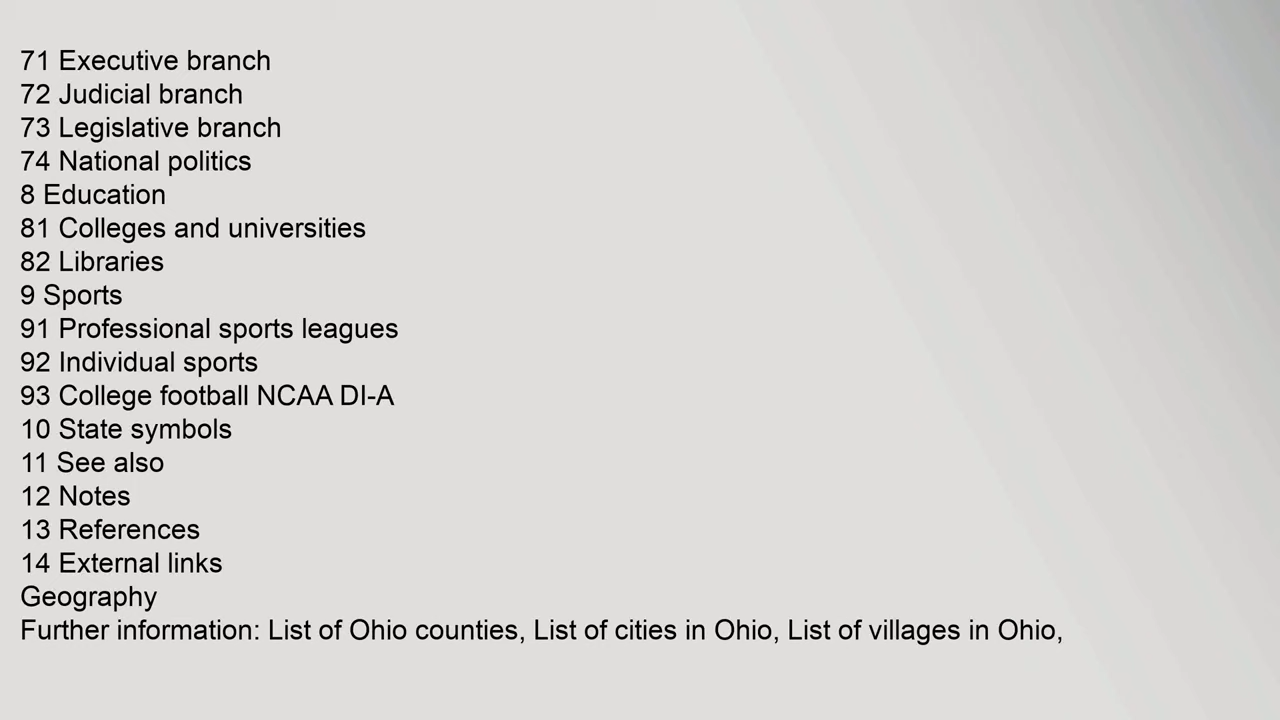 71 Executive branch
72 Judicial branch
73 Legislative branch
74 National politics
8 Education
81 Colleges and universities
82 Libraries
9 Sports
91 Professional sports leagues
92 Individual sports
93 College football NCAA DI-A
10 State symbols
11 See also
12 Notes
13 References
14 External links
Geography
Further information: List of Ohio counties, List of cities in Ohio, List of villages in Ohio,